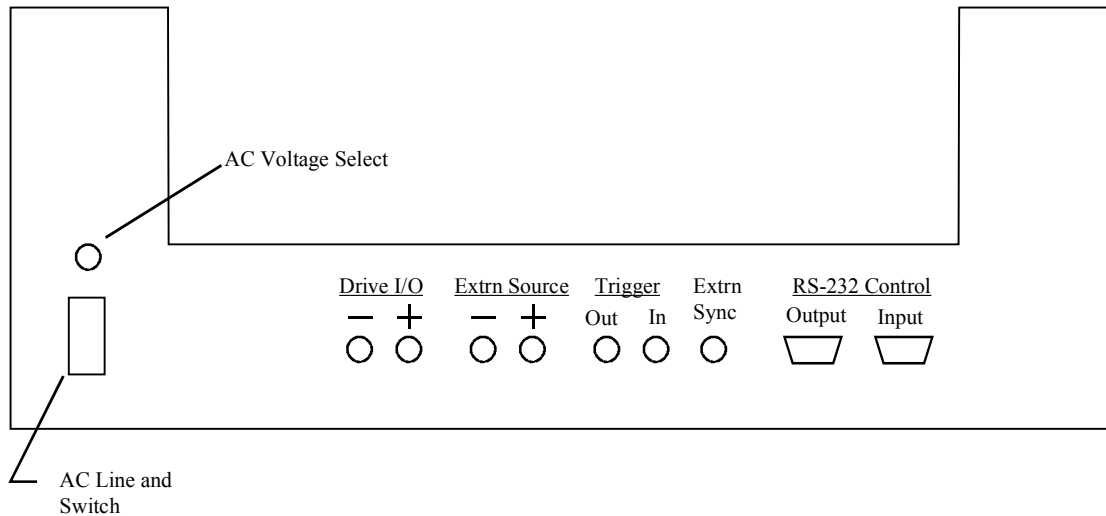 AC Voltage Select
Drive I/O Extrn Source Trigger Extrn RS-232 Control
— + — + Out In Sync Output Input
AC Line and
Switch